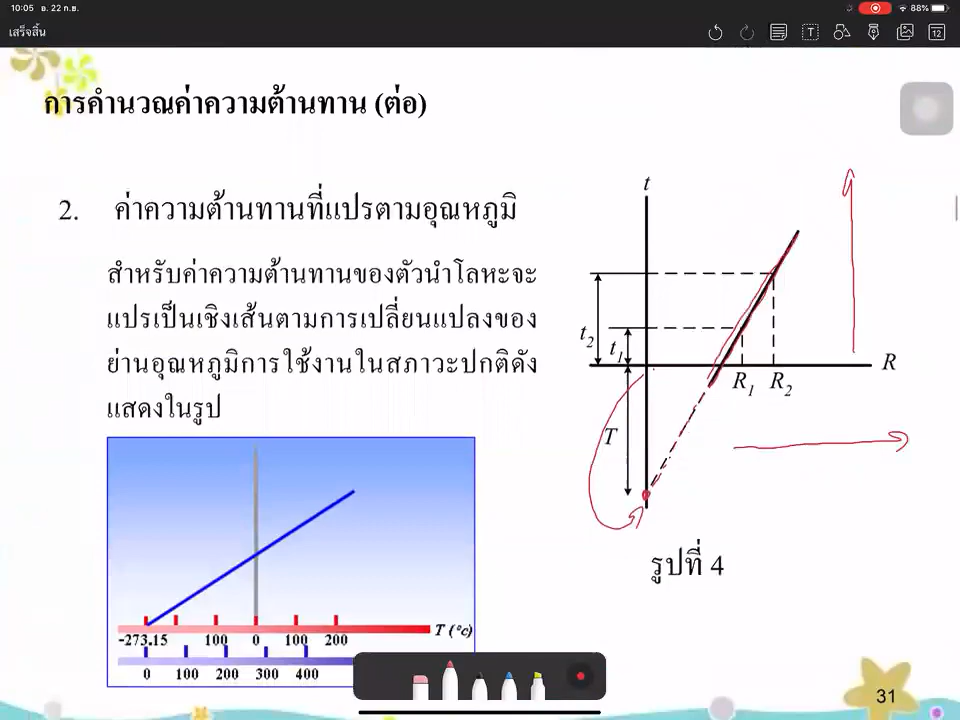 10:05 อ. 22 ก.ย.
88%
เสร็จสิ้น
T
12
การคำนวณค่าความต้านทาน (ต่อ)
2. ค่าความต้านทานที่แปรตามอุณหภูมิ
สำหรับค่าความต้านทานของตัวนำโลหะจะ
แปรเป็นเชิงเส้นตามการเปลี่ยนแปลงของ
ย่านอุณหภูมิการใช้งานในสภาวะปกติดัง
แสดงในรูป
t
t2
t1
R
R1 R2
T
รูปที่ 4
-273.15 100 0 100 200 T (°c)
0 100 200 300 400
31